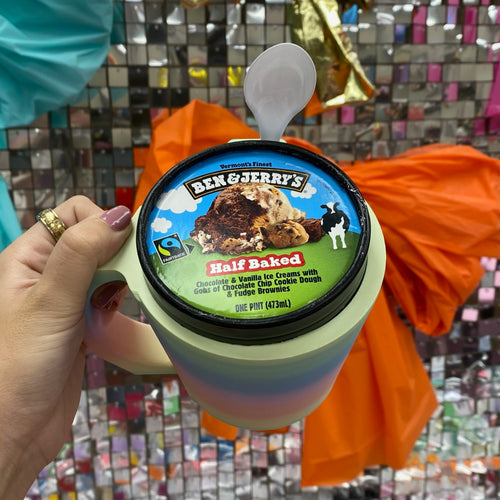 Vermont's Finest
BEN & JERRY'S
FAIRTRADE
Half Baked
Chocolate & Vanilla Ice Creams with
Gobs of Chocolate Chip Cookie Dough
& Fudge Brownies
ONE PINT (473mL)